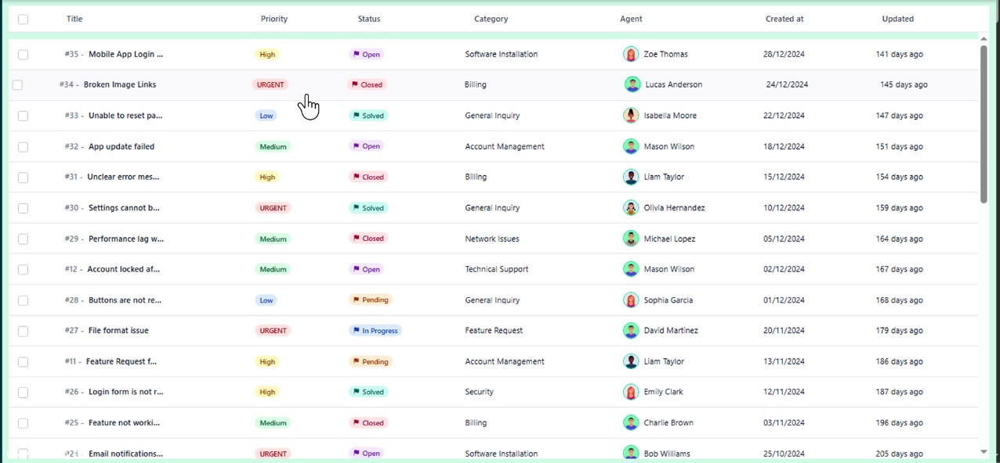 Title Priority Status Category Agent Created at Updated
#35 - Mobile App Login ... High Open Software Installation Zoe Thomas 28/12/2024 141 days ago
#34 - Broken Image Links URGENT Closed Billing Lucas Anderson 24/12/2024 145 days ago
#33 - Unable to reset pa... Low Solved General Inquiry Isabella Moore 22/12/2024 147 days ago
#32 - App update failed Medium Open Account Management Mason Wilson 18/12/2024 151 days ago
#31 - Unclear error mes... High Closed Billing Liam Taylor 15/12/2024 154 days ago
#30 - Settings cannot b... URGENT Solved General Inquiry Olivia Hernandez 10/12/2024 159 days ago
#29 - Performance lag w... Medium Closed Network Issues Michael Lopez 05/12/2024 164 days ago
#12 - Account locked af... Medium Open Technical Support Mason Wilson 02/12/2024 167 days ago
#28 - Buttons are not re... Low Pending General Inquiry Sophia Garcia 01/12/2024 168 days ago
#27 - File format issue URGENT In Progress Feature Request David Martinez 20/11/2024 179 days ago
#11 - Feature Request f... High Pending Account Management Liam Taylor 13/11/2024 186 days ago
#26 - Login form is not r... High Solved Security Emily Clark 12/11/2024 187 days ago
#25 - Feature not worki... Medium Closed Billing Charlie Brown 03/11/2024 196 days ago
#24 - Email notifications... URGENT Open Software Installation Bob Williams 25/10/2024 205 days ago